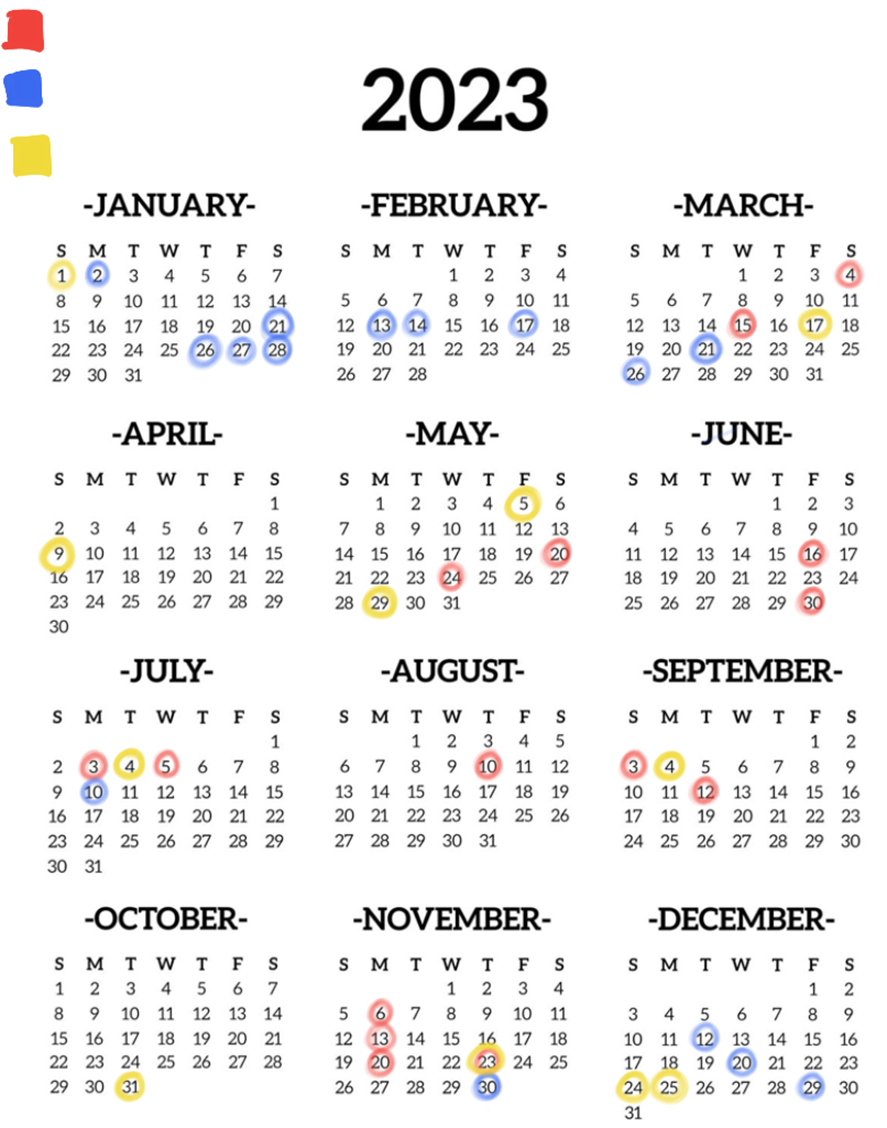 2023
-JANUARY- -FEBRUARY- -MARCH-
S M T W T F S S M T W T F S S M T W T F S
1 2 3 4 5 6 7 1 2 3 4 1 2 3 4
8 9 10 11 12 13 14 5 6 7 8 9 10 11 5 6 7 8 9 10 11
15 16 17 18 19 20 21 12 13 14 15 16 17 18 12 13 14 15 16 17 18
22 23 24 25 26 27 28 19 20 21 22 23 24 25 19 20 21 22 23 24 25
29 30 31 26 27 28 26 27 28 29 30 31
-APRIL- -MAY- -JUNE-
S M T W T F S S M T W T F S S M T W T F S
1 1 2 3 4 5 6 1 2 3
2 3 4 5 6 7 8 7 8 9 10 11 12 13 4 5 6 7 8 9 10
9 10 11 12 13 14 15 14 15 16 17 18 19 20 11 12 13 14 15 16 17
16 17 18 19 20 21 22 21 22 23 24 25 26 27 18 19 20 21 22 23 24
23 24 25 26 27 28 29 28 29 30 31 25 26 27 28 29 30
30
-JULY- -AUGUST- -SEPTEMBER-
S M T W T F S S M T W T F S S M T W T F S
1 1 2 3 4 5 1 2
2 3 4 5 6 7 8 6 7 8 9 10 11 12 3 4 5 6 7 8 9
9 10 11 12 13 14 15 13 14 15 16 17 18 19 10 11 12 13 14 15 16
16 17 18 19 20 21 22 20 21 22 23 24 25 26 17 18 19 20 21 22 23
23 24 25 26 27 28 29 27 28 29 30 31 24 25 26 27 28 29 30
30 31
-OCTOBER- -NOVEMBER- -DECEMBER-
S M T W T F S S M T W T F S S M T W T F S
1 2 3 4 5 6 7 1 2 3 4 1 2
8 9 10 11 12 13 14 5 6 7 8 9 10 11 3 4 5 6 7 8 9
15 16 17 18 19 20 21 12 13 14 15 16 17 18 10 11 12 13 14 15 16
22 23 24 25 26 27 28 19 20 21 22 23 24 25 17 18 19 20 21 22 23
29 30 31 26 27 28 29 30 24 25 26 27 28 29 30
31